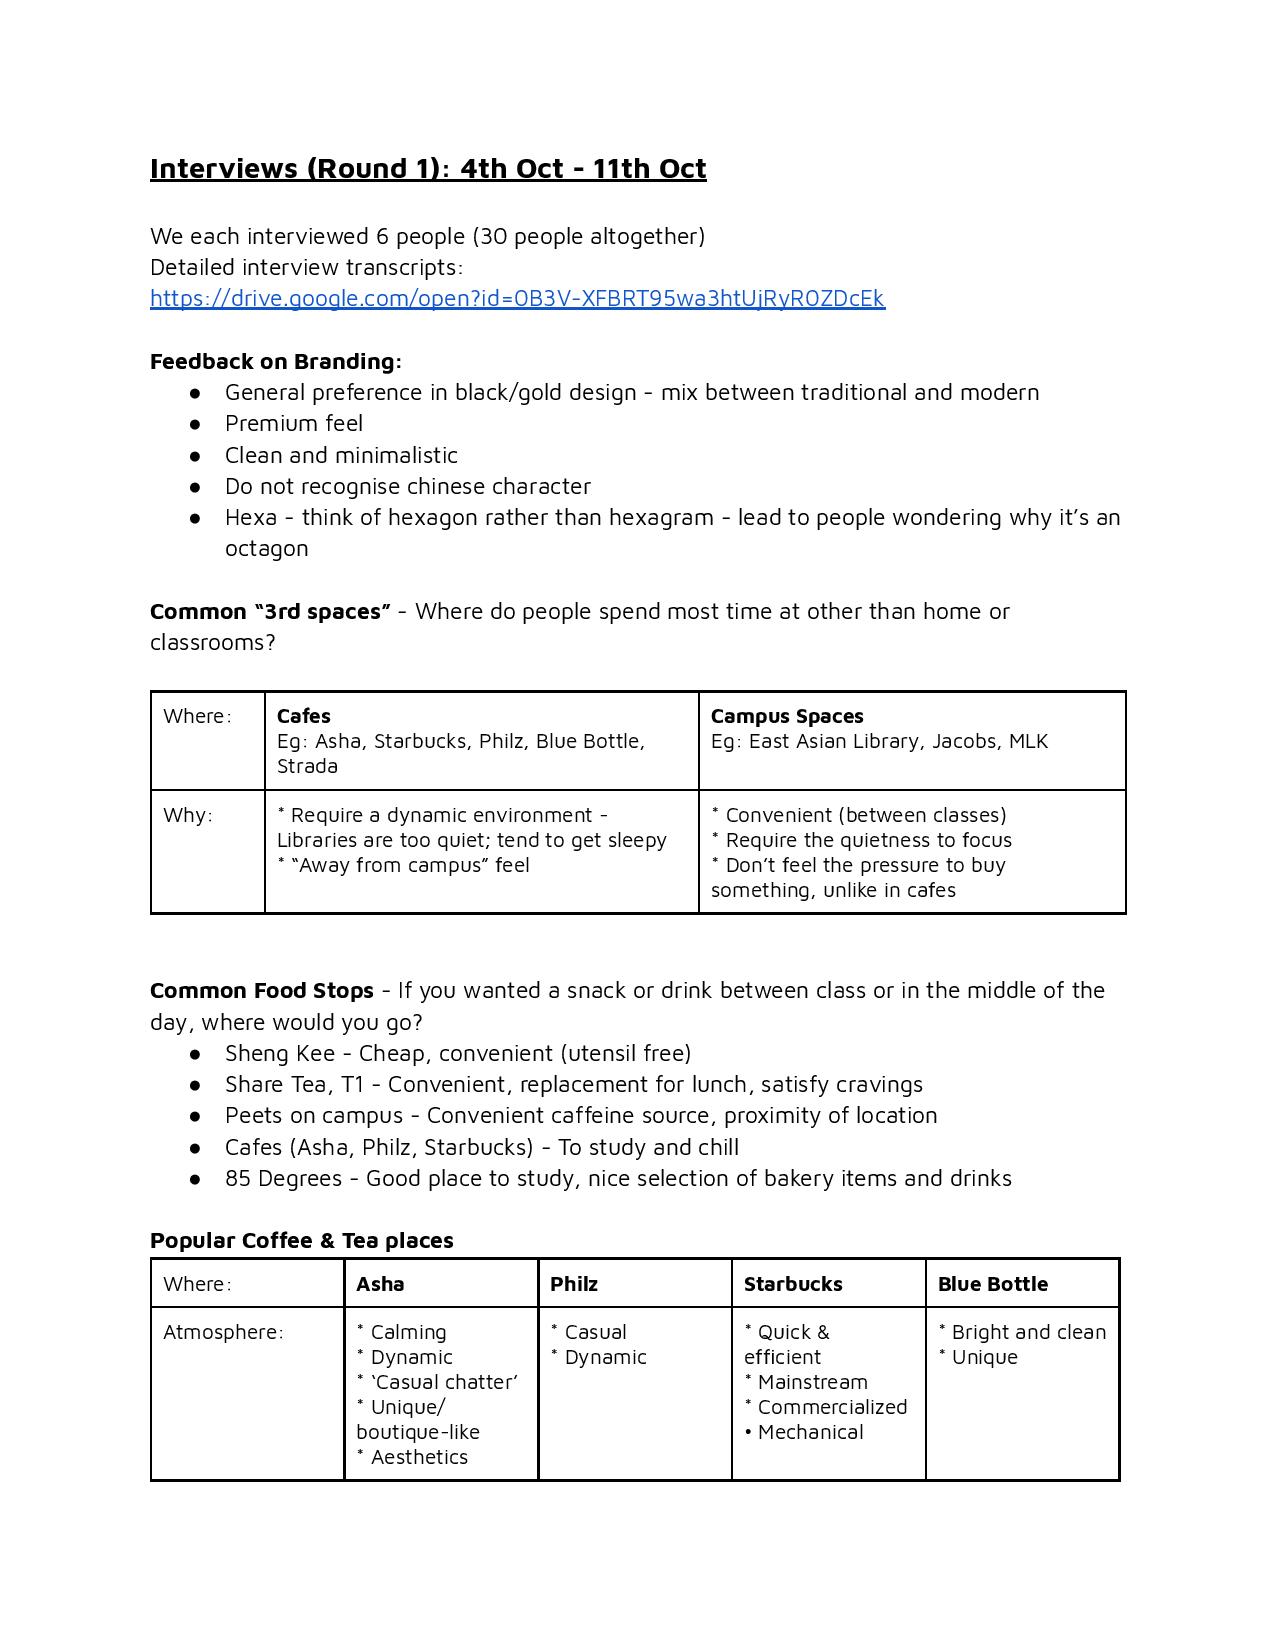 Interviews (Round 1): 4th Oct - 11th Oct
We each interviewed 6 people (30 people altogether)
Detailed interview transcripts:
https://drive.google.com/open?id=0B3V-XFBRT95wa3htUjRyR0ZDcEk
Feedback on Branding:
● General preference in black/gold design - mix between traditional and modern
● Premium feel
● Clean and minimalistic
● Do not recognise chinese character
● Hexa - think of hexagon rather than hexagram - lead to people wondering why it’s an
octagon
Common “3rd spaces” - Where do people spend most time at other than home or
classrooms?
Where:
Cafes
Eg: Asha, Starbucks, Philz, Blue Bottle,
Strada
Campus Spaces
Eg: East Asian Library, Jacobs, MLK
Why:
* Require a dynamic environment -
Libraries are too quiet; tend to get sleepy
* “Away from campus” feel
* Convenient (between classes)
* Require the quietness to focus
* Don’t feel the pressure to buy
something, unlike in cafes
Common Food Stops - If you wanted a snack or drink between class or in the middle of the
day, where would you go?
● Sheng Kee - Cheap, convenient (utensil free)
● Share Tea, T1 - Convenient, replacement for lunch, satisfy cravings
● Peets on campus - Convenient caffeine source, proximity of location
● Cafes (Asha, Philz, Starbucks) - To study and chill
● 85 Degrees - Good place to study, nice selection of bakery items and drinks
Popular Coffee & Tea places
Where:
Asha
Philz
Starbucks
Blue Bottle
Atmosphere:
* Calming
* Dynamic
* ‘Casual chatter’
* Unique/
boutique-like
* Aesthetics
* Casual
* Dynamic
* Quick &
efficient
* Mainstream
* Commercialized
• Mechanical
* Bright and clean
* Unique